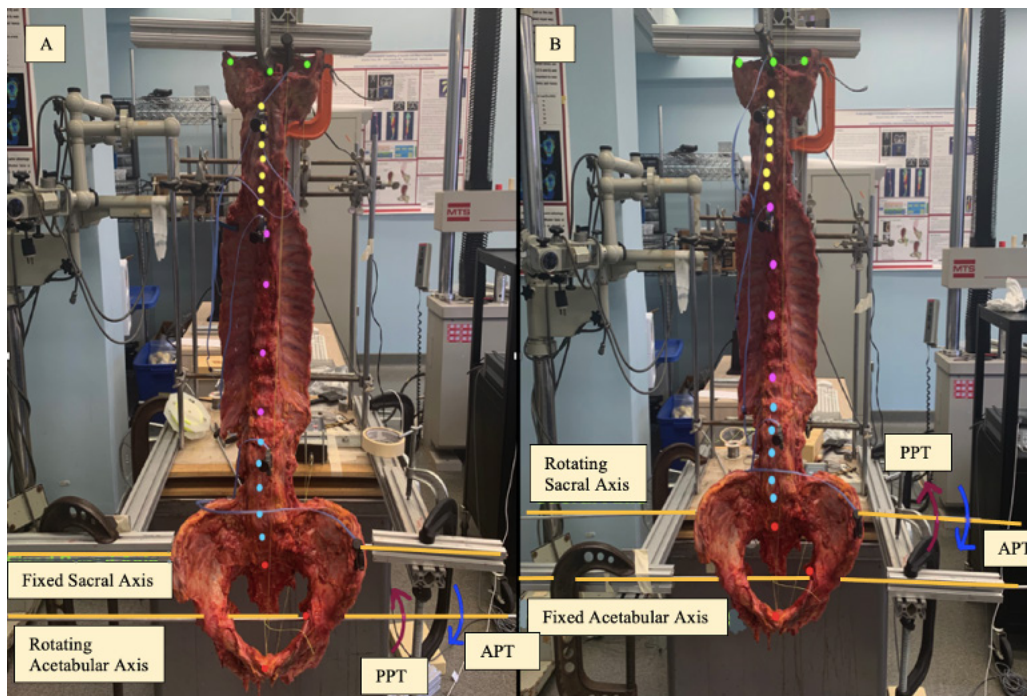 A
MTS
Fixed Sacral Axis
Rotating
Acetabular Axis
PPT
APT
B
MTS
Rotating
Sacral Axis
PPT
APT
Fixed Acetabular Axis